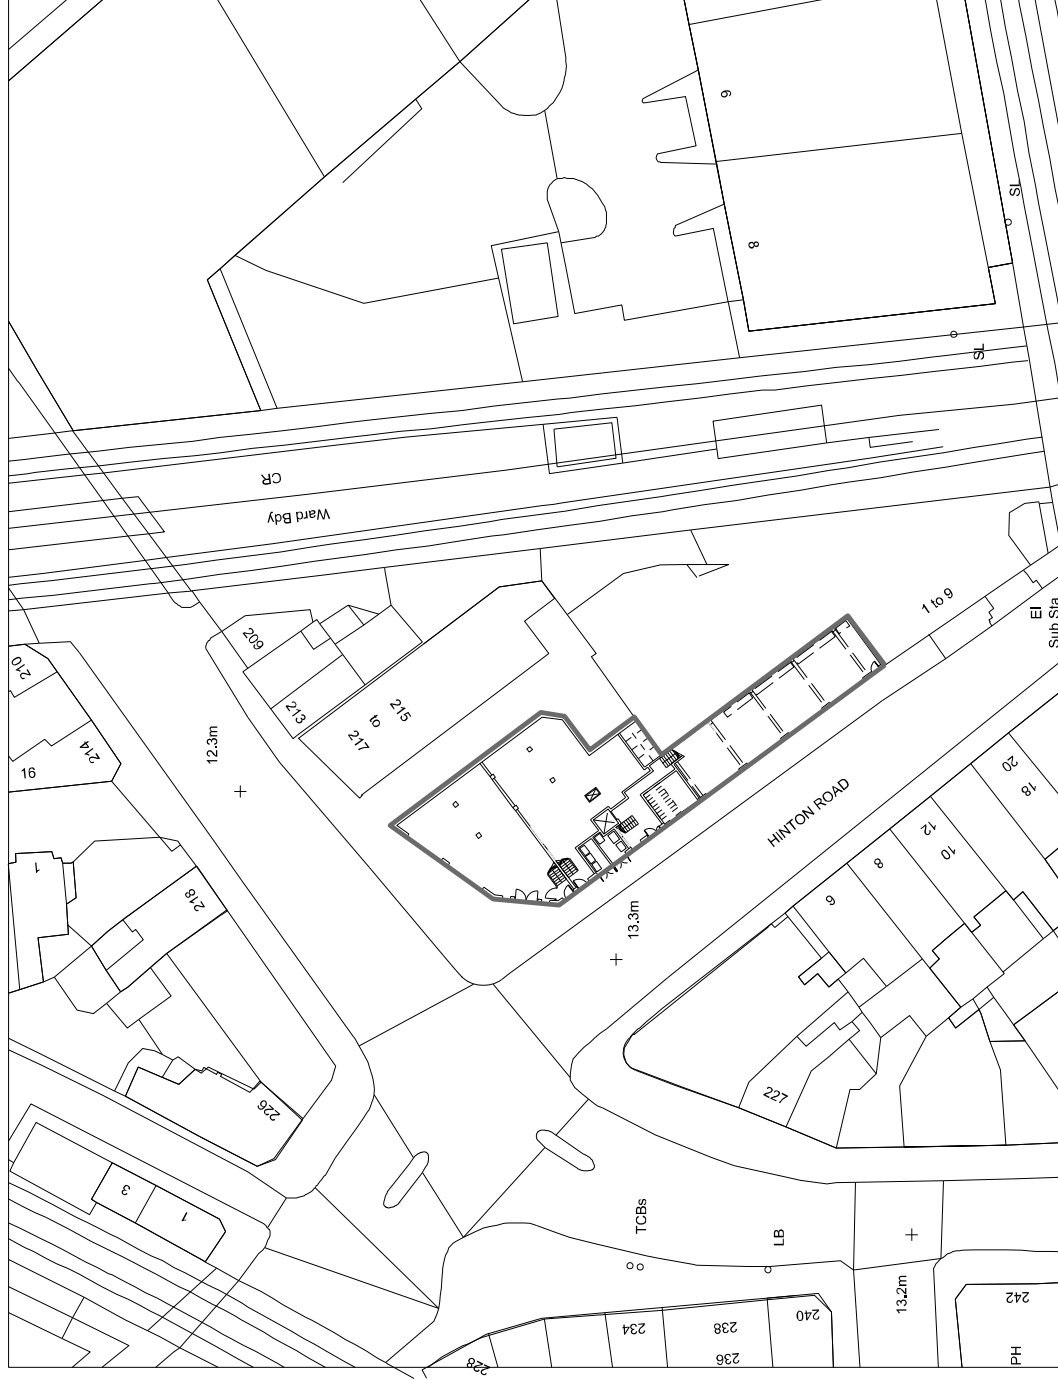 9
8
SL
SL
CR
Ward Bdy
209
210
213
215
to
217
1 to 9
El
Sub Sta
12.3m
214
16
1
218
HINTON ROAD
20
18
12
10
8
6
13.3m
227
226
3
1
TCBs
LB
13.2m
242
PH
240
238
236
234
228